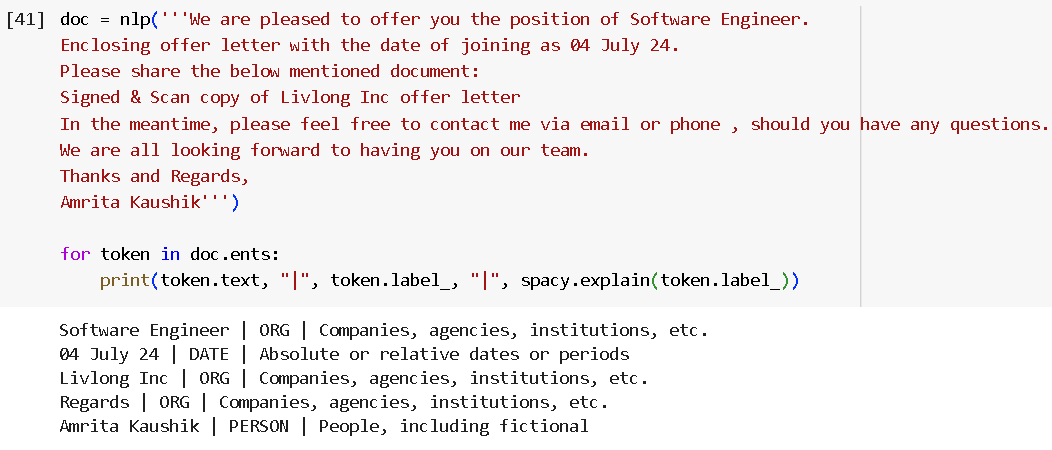 [41] doc = nlp('''We are pleased to offer you the position of Software Engineer.
Enclosing offer letter with the date of joining as 04 July 24.
Please share the below mentioned document:
Signed & Scan copy of Livlong Inc offer letter
In the meantime, please feel free to contact me via email or phone , should you have any questions.
We are all looking forward to having you on our team.
Thanks and Regards,
Amrita Kaushik''')
for token in doc.ents:
print(token.text, "|", token.label_, "|", spacy.explain(token.label_))
Software Engineer | ORG | Companies, agencies, institutions, etc.
04 July 24 | DATE | Absolute or relative dates or periods
Livlong Inc | ORG | Companies, agencies, institutions, etc.
Regards | ORG | Companies, agencies, institutions, etc.
Amrita Kaushik | PERSON | People, including fictional